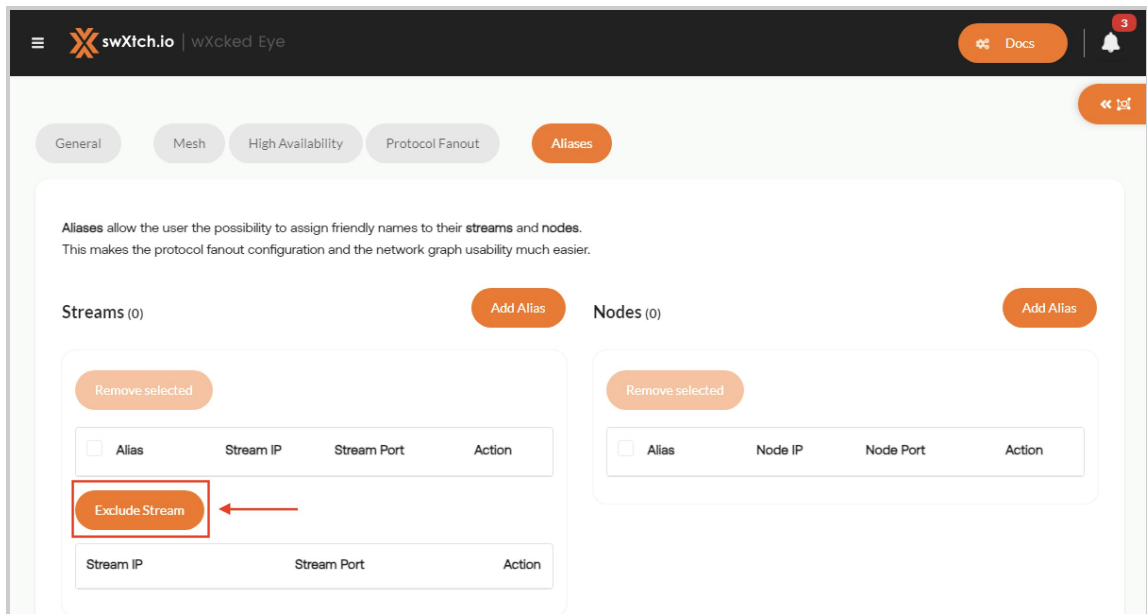 swXtch.io | wXcked Eye
Docs
3
General
Mesh
High Availability
Protocol Fanout
Aliases
Aliases allow the user the possibility to assign friendly names to their streams and nodes.
This makes the protocol fanout configuration and the network graph usability much easier.
Streams (0)
Add Alias
Remove selected
Alias Stream IP Stream Port Action
Exclude Stream
Stream IP Stream Port Action
Nodes (0)
Add Alias
Remove selected
Alias Node IP Node Port Action